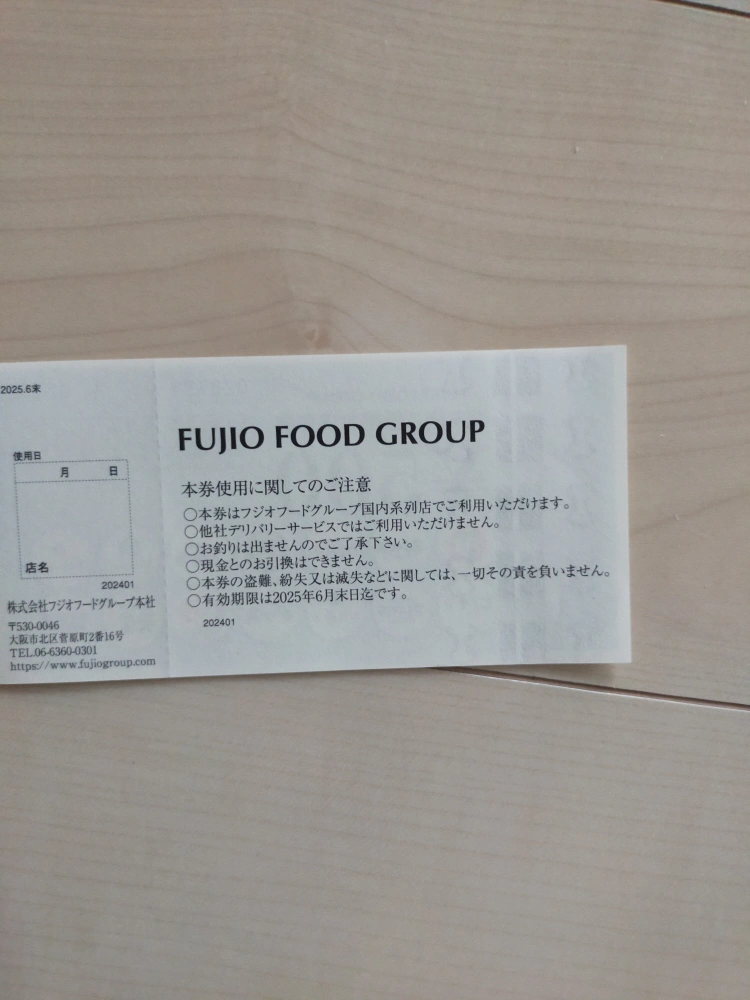 2025.6末
使用日
月 日
店名
202401
株式会社フジオフードグループ本社
〒530-0046
大阪市北区菅原町2番16号
TEL.06-6360-0301
https://www.fujiogroup.com
FUJIO FOOD GROUP
本券使用に関してのご注意
○本券はフジオフードグループ国内系列店でご利用いただけます。
○他社デリバリーサービスではご利用いただけません。
○お釣りは出ませんのでご了承下さい。
○現金とのお引換はできません。
○本券の盗難、紛失又は滅失などに関しては、一切その責を負いません。
○有効期限は2025年6月末日迄です。
202401